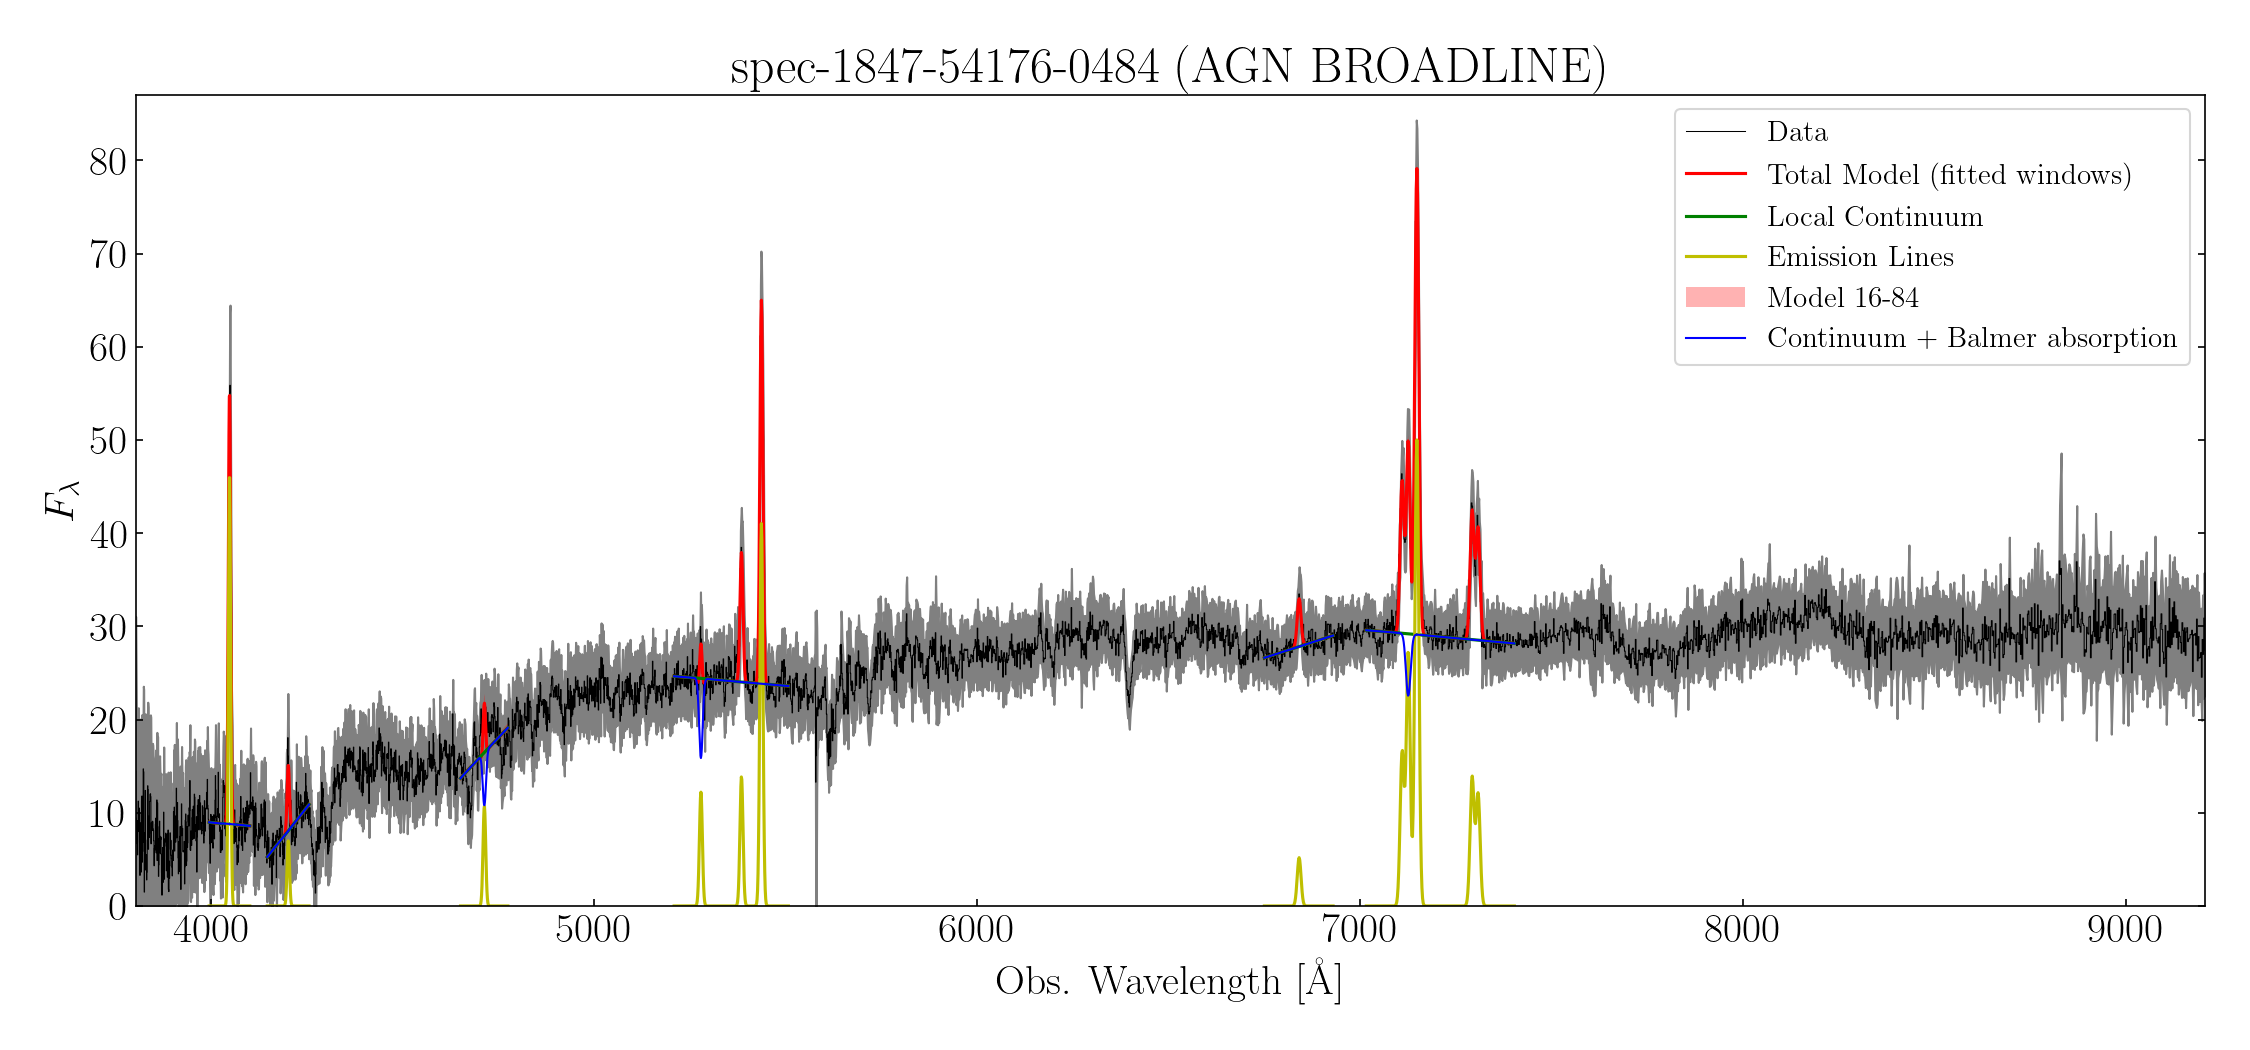 spec-1847-54176-0484 (AGN BROADLINE)
Data
Total Model (fitted windows)
Local Continuum
Emission Lines
Model 16-84
Continuum + Balmer absorption
80
70
60
50
40
30
20
10
0
Fλ
4000 5000 6000 7000 8000 9000
Obs. Wavelength [Å]